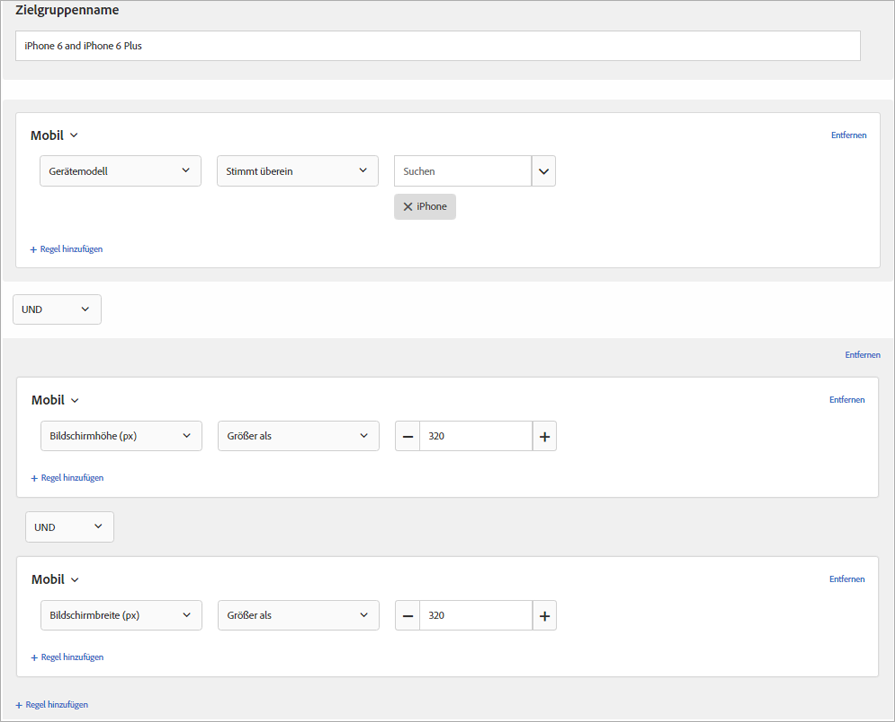 Zielgruppenname
iPhone 6 and iPhone 6 Plus
Mobil
Entfernen
Gerätemodell
Stimmt überein
Suchen
iPhone
+ Regel hinzufügen
UND
Entfernen
Mobil
Entfernen
Bildschirmhöhe (px)
Größer als
320
+ Regel hinzufügen
UND
Mobil
Entfernen
Bildschirmbreite (px)
Größer als
320
+ Regel hinzufügen
+ Regel hinzufügen